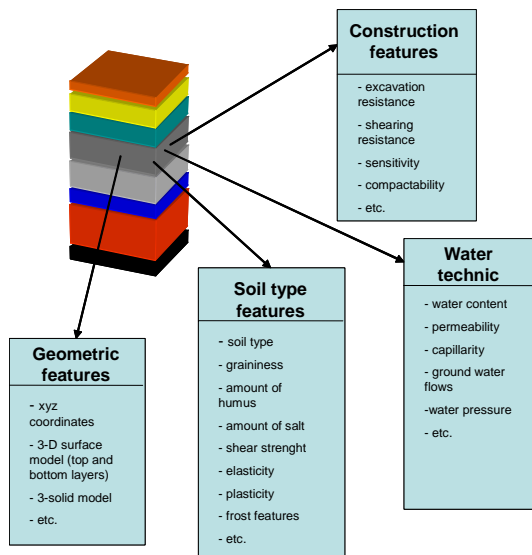 Construction
features
- excavation
resistance
- shearing
resistance
- sensitivity
- compactability
- etc.
Water
technic
- water content
- permeability
- capillarity
- ground water
flows
-water pressure
- etc.
Soil type
features
- soil type
- graininess
- amount of
humus
- amount of salt
- shear strenght
- elasticity
- plasticity
- frost features
- etc.
Geometric
features
- xyz
coordinates
- 3-D surface
model (top and
bottom layers)
- 3-solid model
- etc.